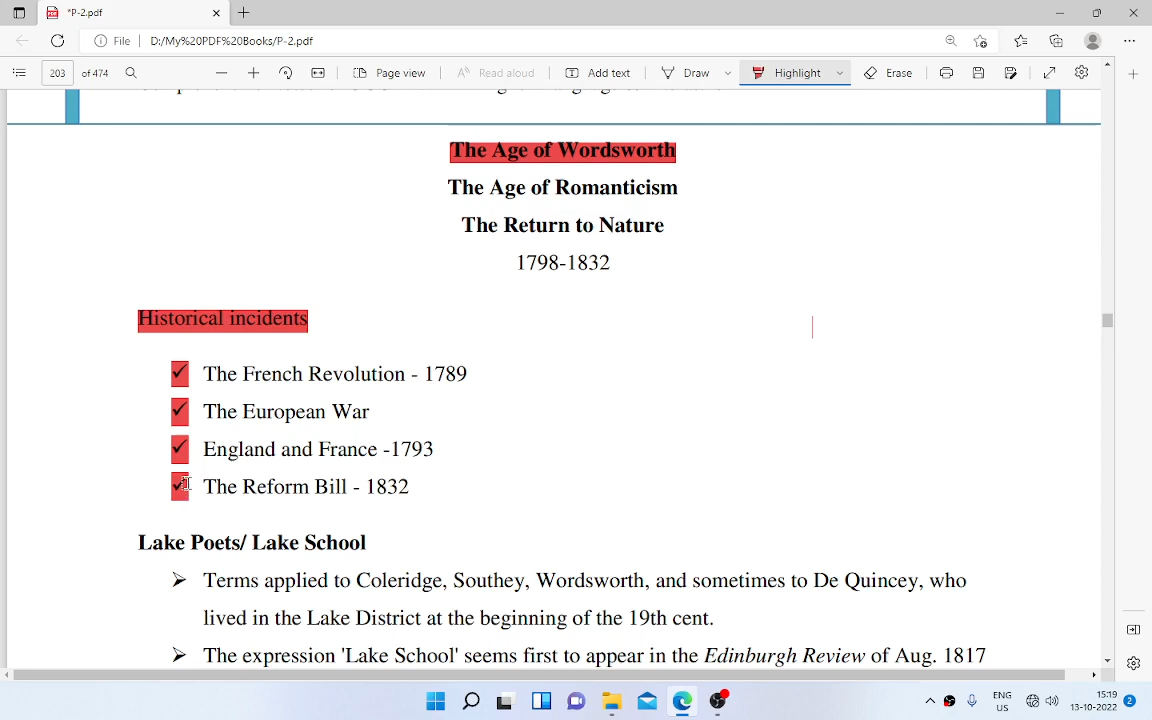 *P-2.pdf
File D:/My%20PDF%20Books/P-2.pdf
203 of 474 Page view Read aloud Add text Draw Highlight Erase
The Age of Wordsworth
The Age of Romanticism
The Return to Nature
1798-1832
Historical incidents
✓ The French Revolution - 1789
✓ The European War
✓ England and France -1793
✓ The Reform Bill - 1832
Lake Poets/ Lake School
➢ Terms applied to Coleridge, Southey, Wordsworth, and sometimes to De Quincey, who
lived in the Lake District at the beginning of the 19th cent.
➢ The expression 'Lake School' seems first to appear in the Edinburgh Review of Aug. 1817
ENG 15:19
US 13-10-2022 2